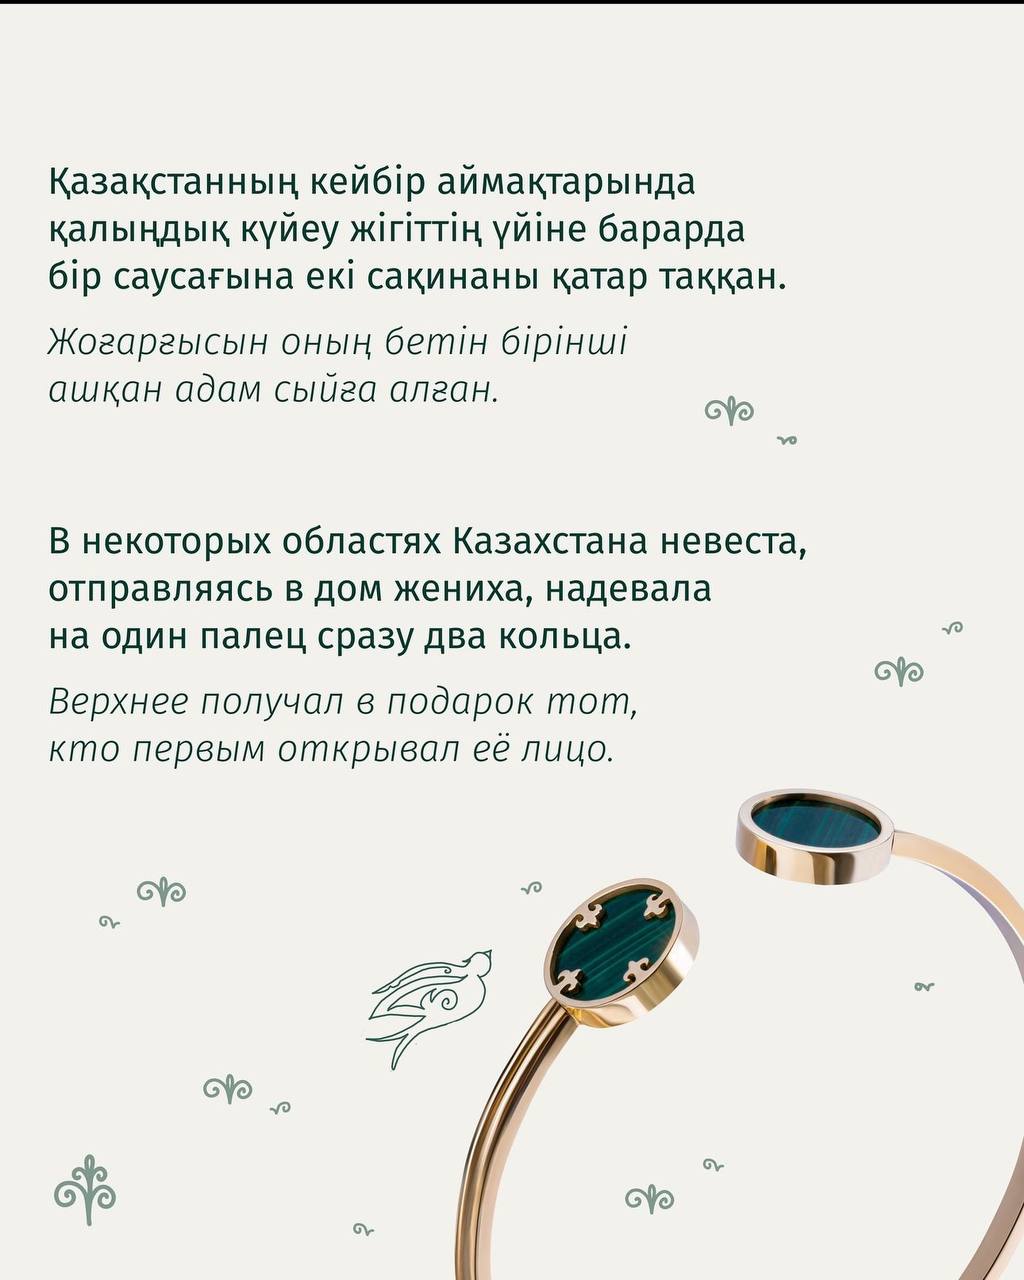 Қазақстанның кейбір аймақтарында
қалыңдық күйеу жігіттің үйіне барарда
бір саусағына екі сақинаны қатар таққан.
Жоғарғысын оның бетін бірінші
ашқан адам сыйға алған.
В некоторых областях Казахстана невеста,
отправляясь в дом жениха, надевала
на один палец сразу два кольца.
Верхнее получал в подарок тот,
кто первым открывал её лицо.